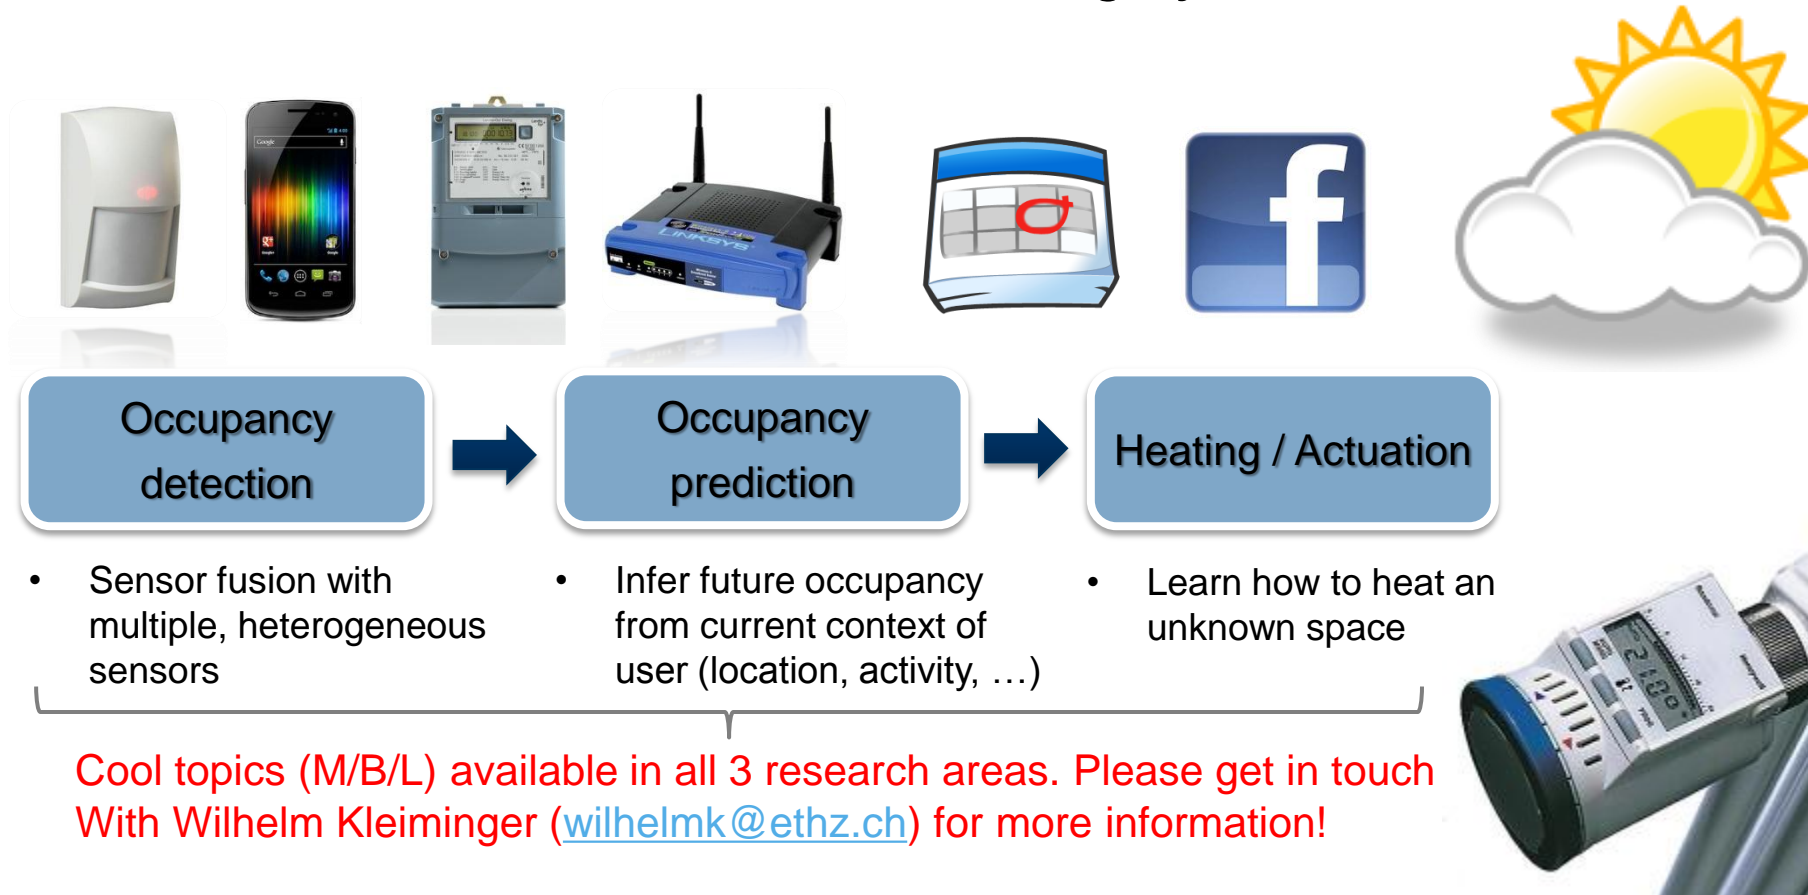 Google
LINKSYS
f
Occupancy
detection
Occupancy
prediction
Heating / Actuation
• Sensor fusion with
multiple, heterogeneous
sensors
• Infer future occupancy
from current context of
user (location, activity, …)
• Learn how to heat an
unknown space
Cool topics (M/B/L) available in all 3 research areas. Please get in touch
With Wilhelm Kleiminger (wilhelmk@ethz.ch) for more information!